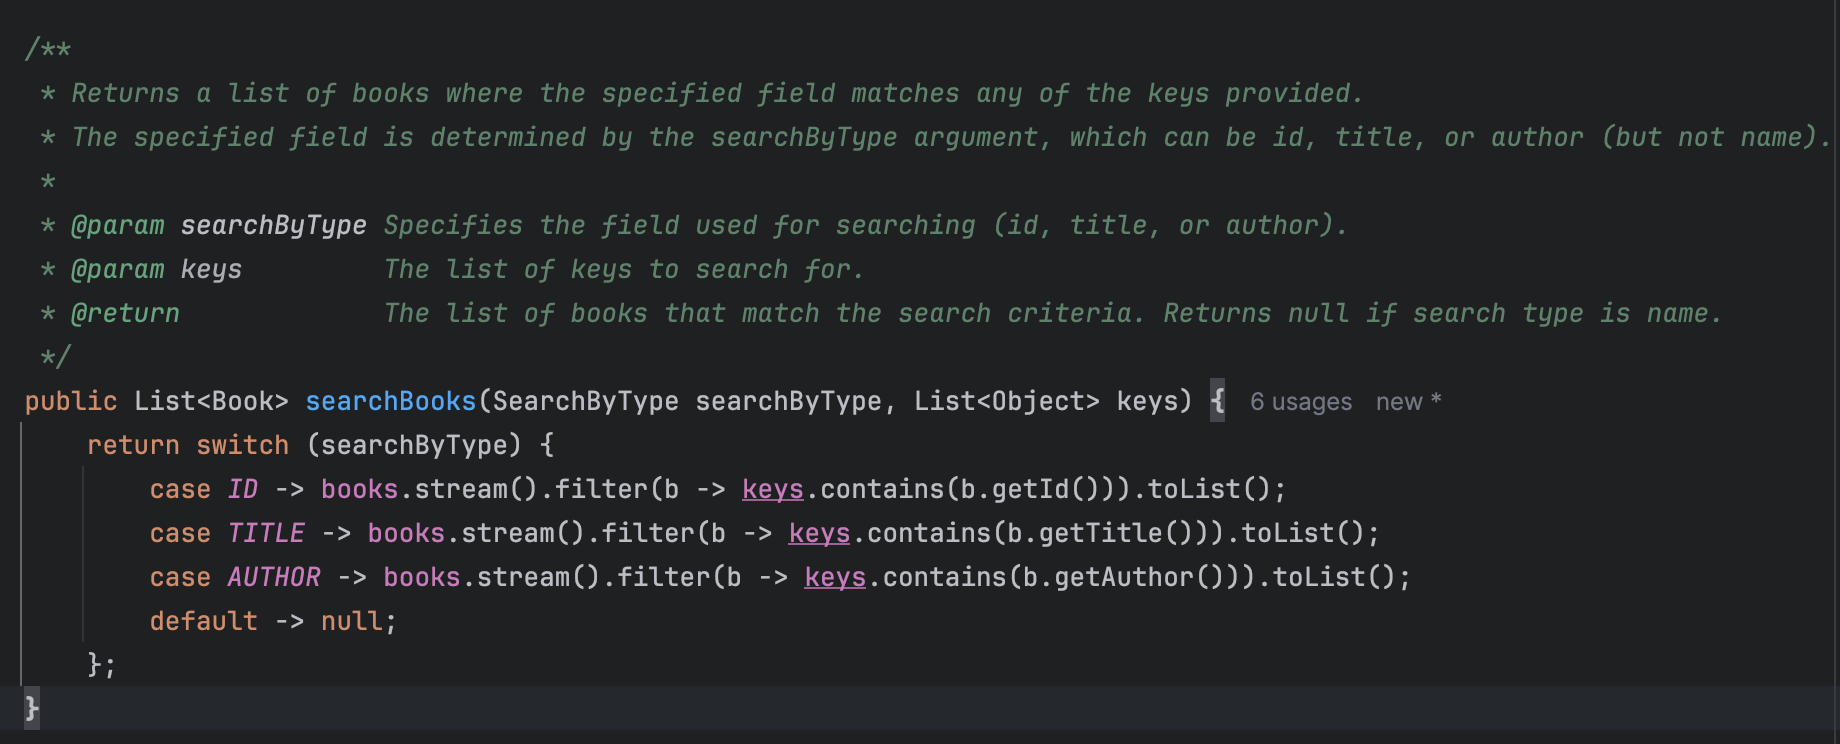 /**
 * Returns a list of books where the specified field matches any of the keys provided.
 * The specified field is determined by the searchByType argument, which can be id, title, or author (but not name).
 *
 * @param searchByType Specifies the field used for searching (id, title, or author).
 * @param keys         The list of keys to search for.
 * @return             The list of books that match the search criteria. Returns null if search type is name.
 */
public List<Book> searchBooks(SearchByType searchByType, List<Object> keys) { 6 usages new *
    return switch (searchByType) {
        case ID -> books.stream().filter(b -> keys.contains(b.getId())).toList();
        case TITLE -> books.stream().filter(b -> keys.contains(b.getTitle())).toList();
        case AUTHOR -> books.stream().filter(b -> keys.contains(b.getAuthor())).toList();
        default -> null;
    };
}